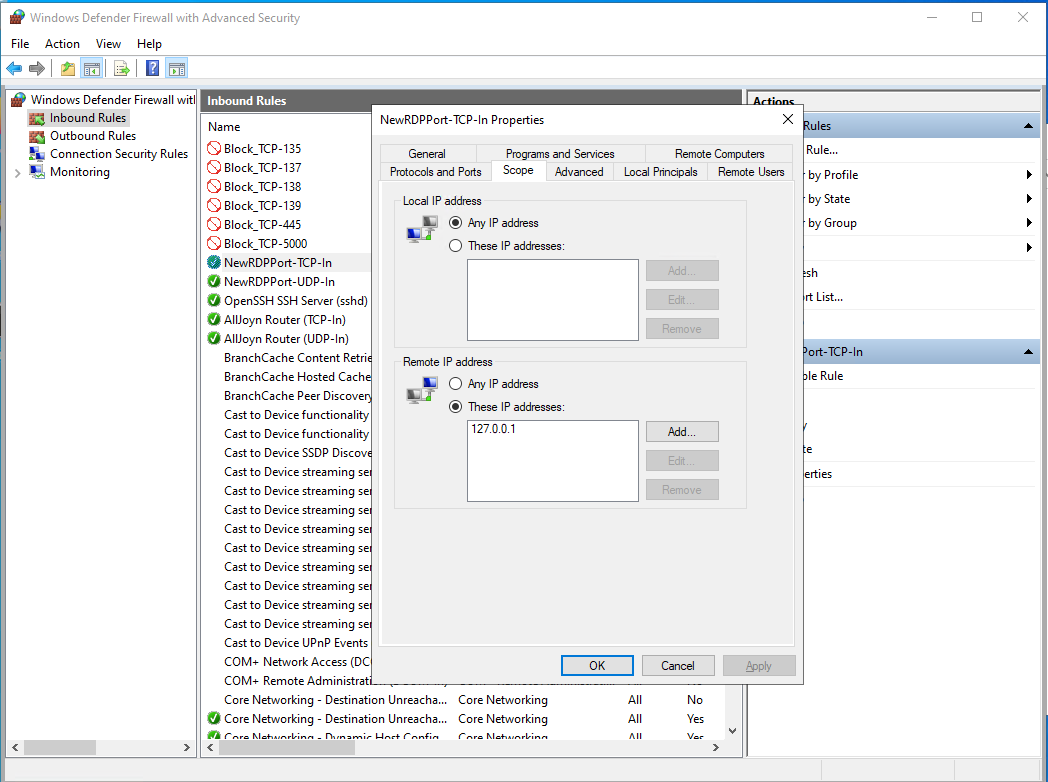 Windows Defender Firewall with Advanced Security
File Action View Help
Windows Defender Firewall with
Inbound Rules
Outbound Rules
Connection Security Rules
Monitoring
Inbound Rules
Name
Block_TCP-135
Block_TCP-137
Block_TCP-138
Block_TCP-139
Block_TCP-445
Block_TCP-5000
NewRDPPort-TCP-In
NewRDPPort-UDP-In
OpenSSH SSH Server (sshd)
AllJoyn Router (TCP-In)
AllJoyn Router (UDP-In)
BranchCache Content Retrie
BranchCache Hosted Cache
BranchCache Peer Discovery
Cast to Device functionality
Cast to Device functionality
Cast to Device SSDP Discove
Cast to Device streaming ser
Cast to Device streaming ser
Cast to Device streaming ser
Cast to Device streaming ser
Cast to Device streaming ser
Cast to Device streaming ser
Cast to Device streaming ser
Cast to Device streaming ser
Cast to Device streaming ser
Cast to Device UPnP Events
COM+ Network Access (DC
COM+ Remote Administrati
Core Networking - Destination Unreacha... Core Networking All No
Core Networking - Destination Unreacha... Core Networking All Yes
Core Networking - Dynamic Host Config... Core Networking All Yes
NewRDPPort-TCP-In Properties
General Programs and Services Remote Computers
Protocols and Ports Scope Advanced Local Principals Remote Users
Local IP address
Any IP address
These IP addresses:
Add...
Edit...
Remove
Remote IP address
Any IP address
These IP addresses:
127.0.0.1
Add...
Edit...
Remove
OK Cancel Apply
Actions
Rules
Rule...
by Profile
by State
by Group
esh
rt List...
Port-TCP-In
ble Rule
y
te
erties